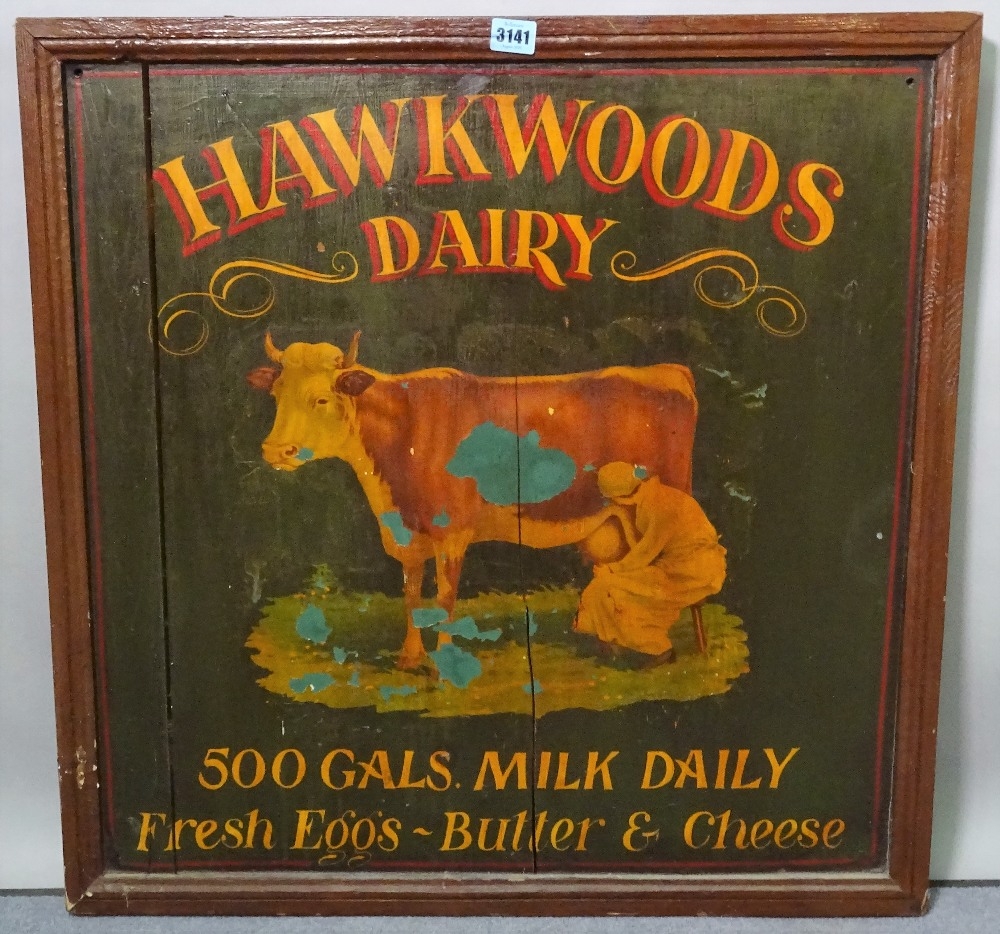 3141
HAWKWOODS
DAIRY
500 GALS. MILK DAILY
Fresh Eggs ~ Butter & Cheese